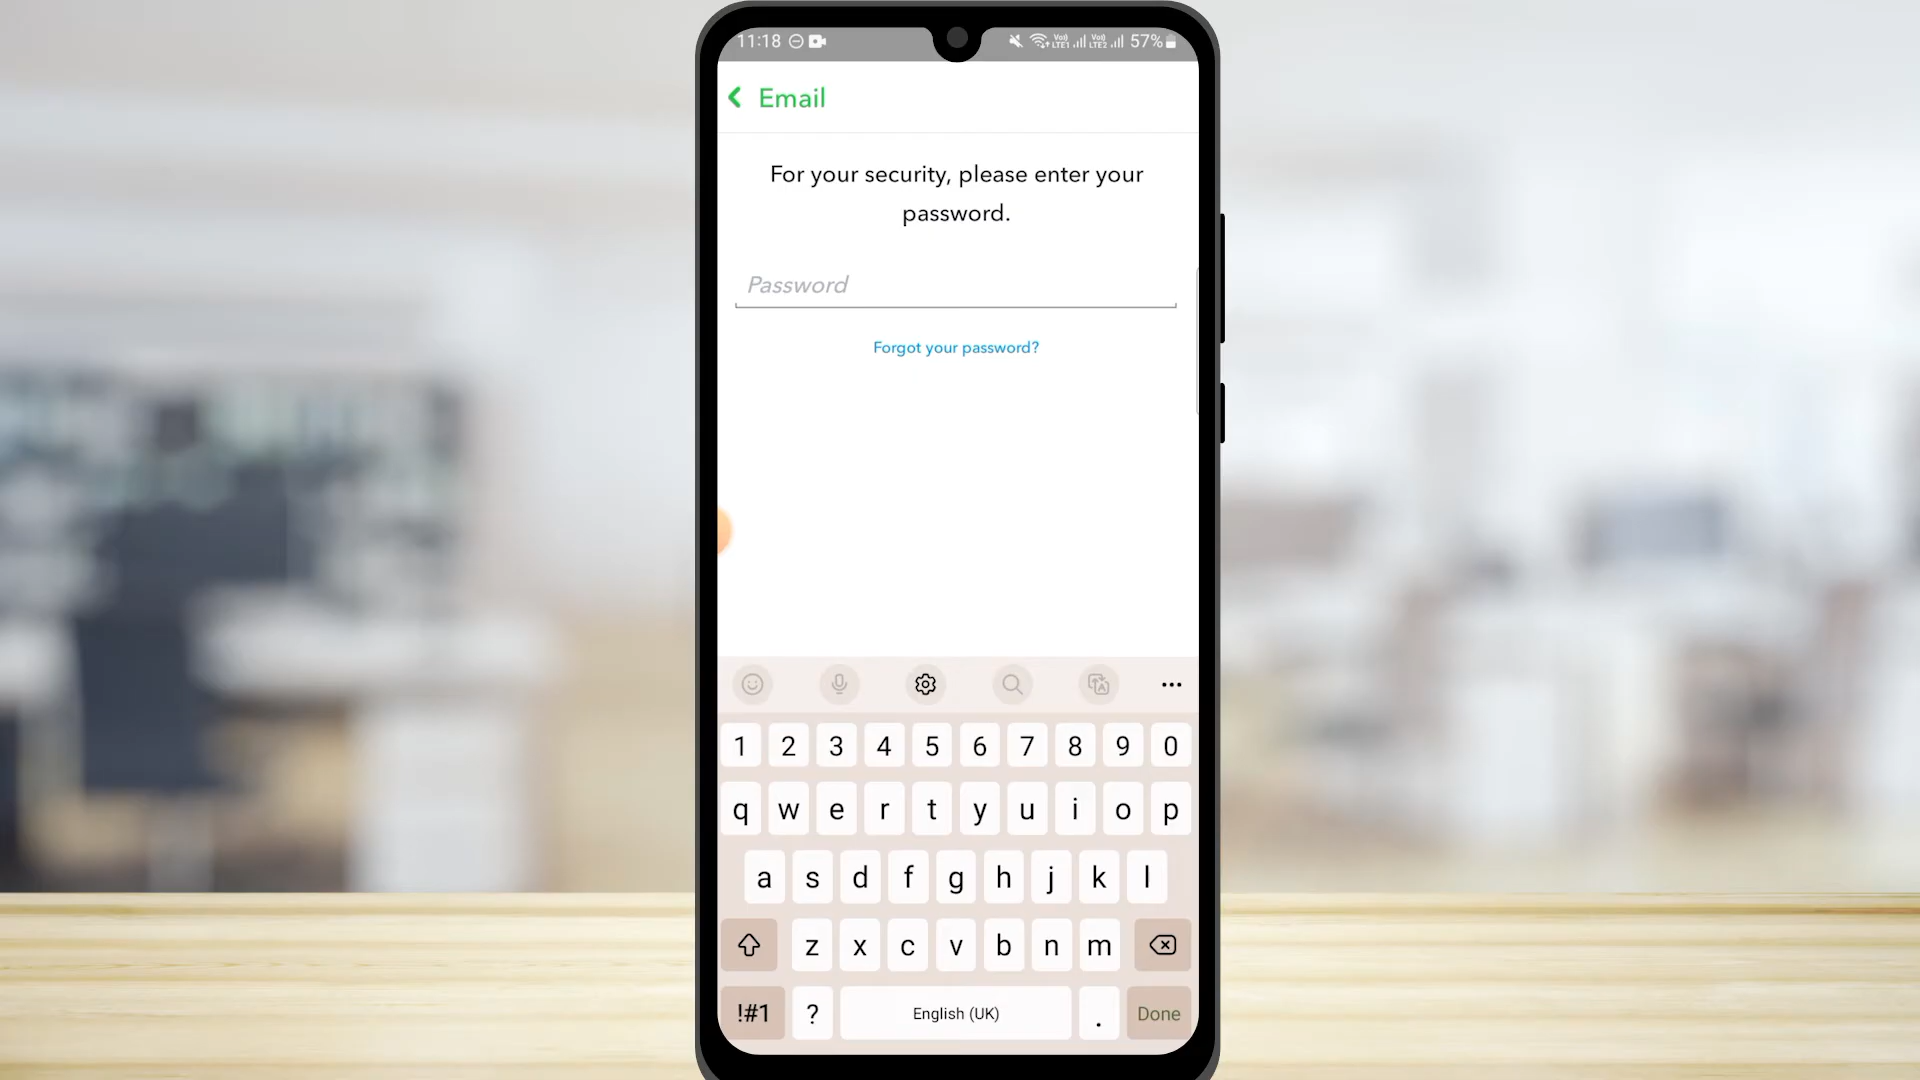 11:18 57%
Email
For your security, please enter your
password.
Password
Forgot your password?
1 2 3 4 5 6 7 8 9 0
q w e r t y u i o p
a s d f g h j k l
z x c v b n m
!#1 ? English (UK) . Done